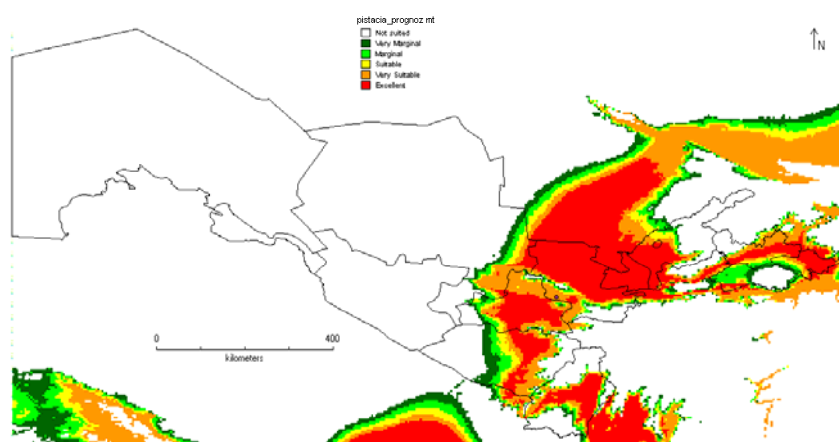 pistacia_prognoz mt
Not suited
Very Marginal
Marginal
Suitable
Very Suitable
Excellent
N
0 400
kilometers